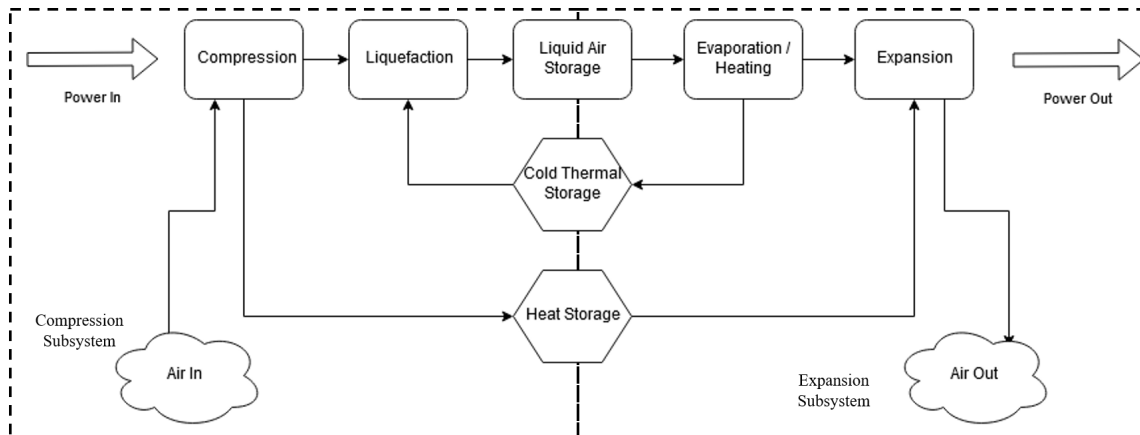 Compression
Liquefaction
Liquid Air
Storage
Evaporation /
Heating
Expansion
Power In
Power Out
Cold Thermal
Storage
Heat Storage
Compression
Subsystem
Air In
Expansion
Subsystem
Air Out